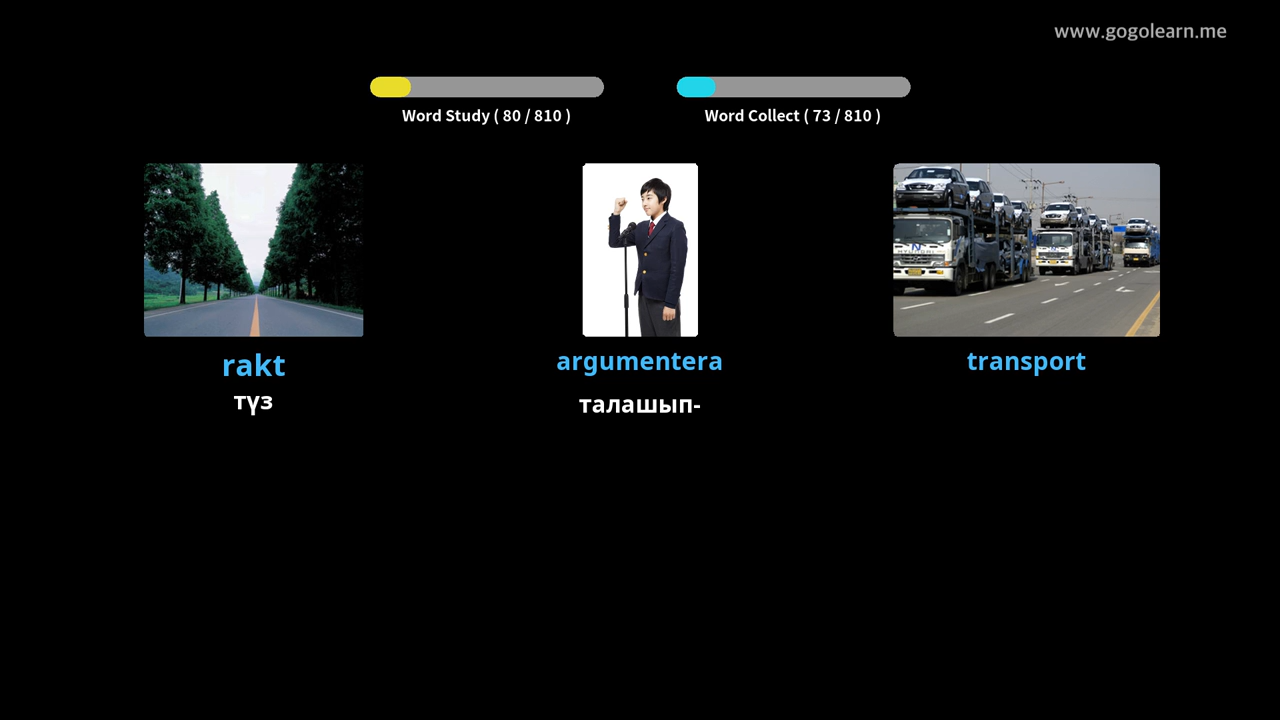 www.gogolearn.me
Word Study ( 80 / 810 )
Word Collect ( 73 / 810 )
rakt
argumentera
transport
түз
талашып-